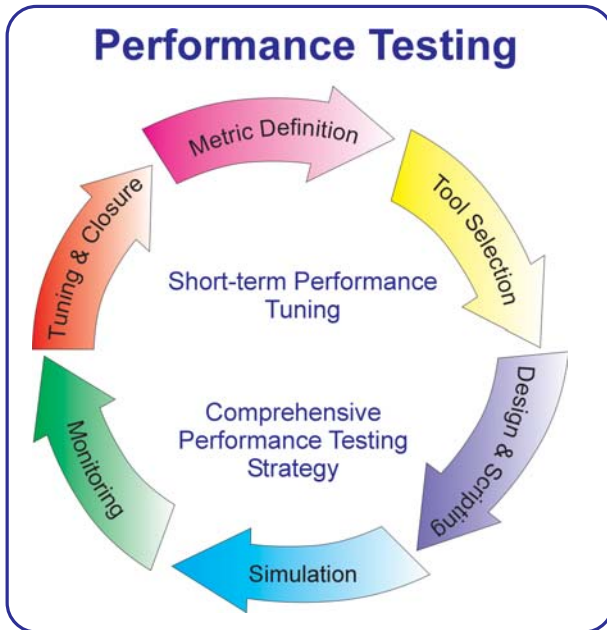 Performance Testing
Metric Definition
Tool Selection
Design & Scripting
Simulation
Monitoring
Tuning & Closure
Short-term Performance
Tuning
Comprehensive
Performance Testing
Strategy